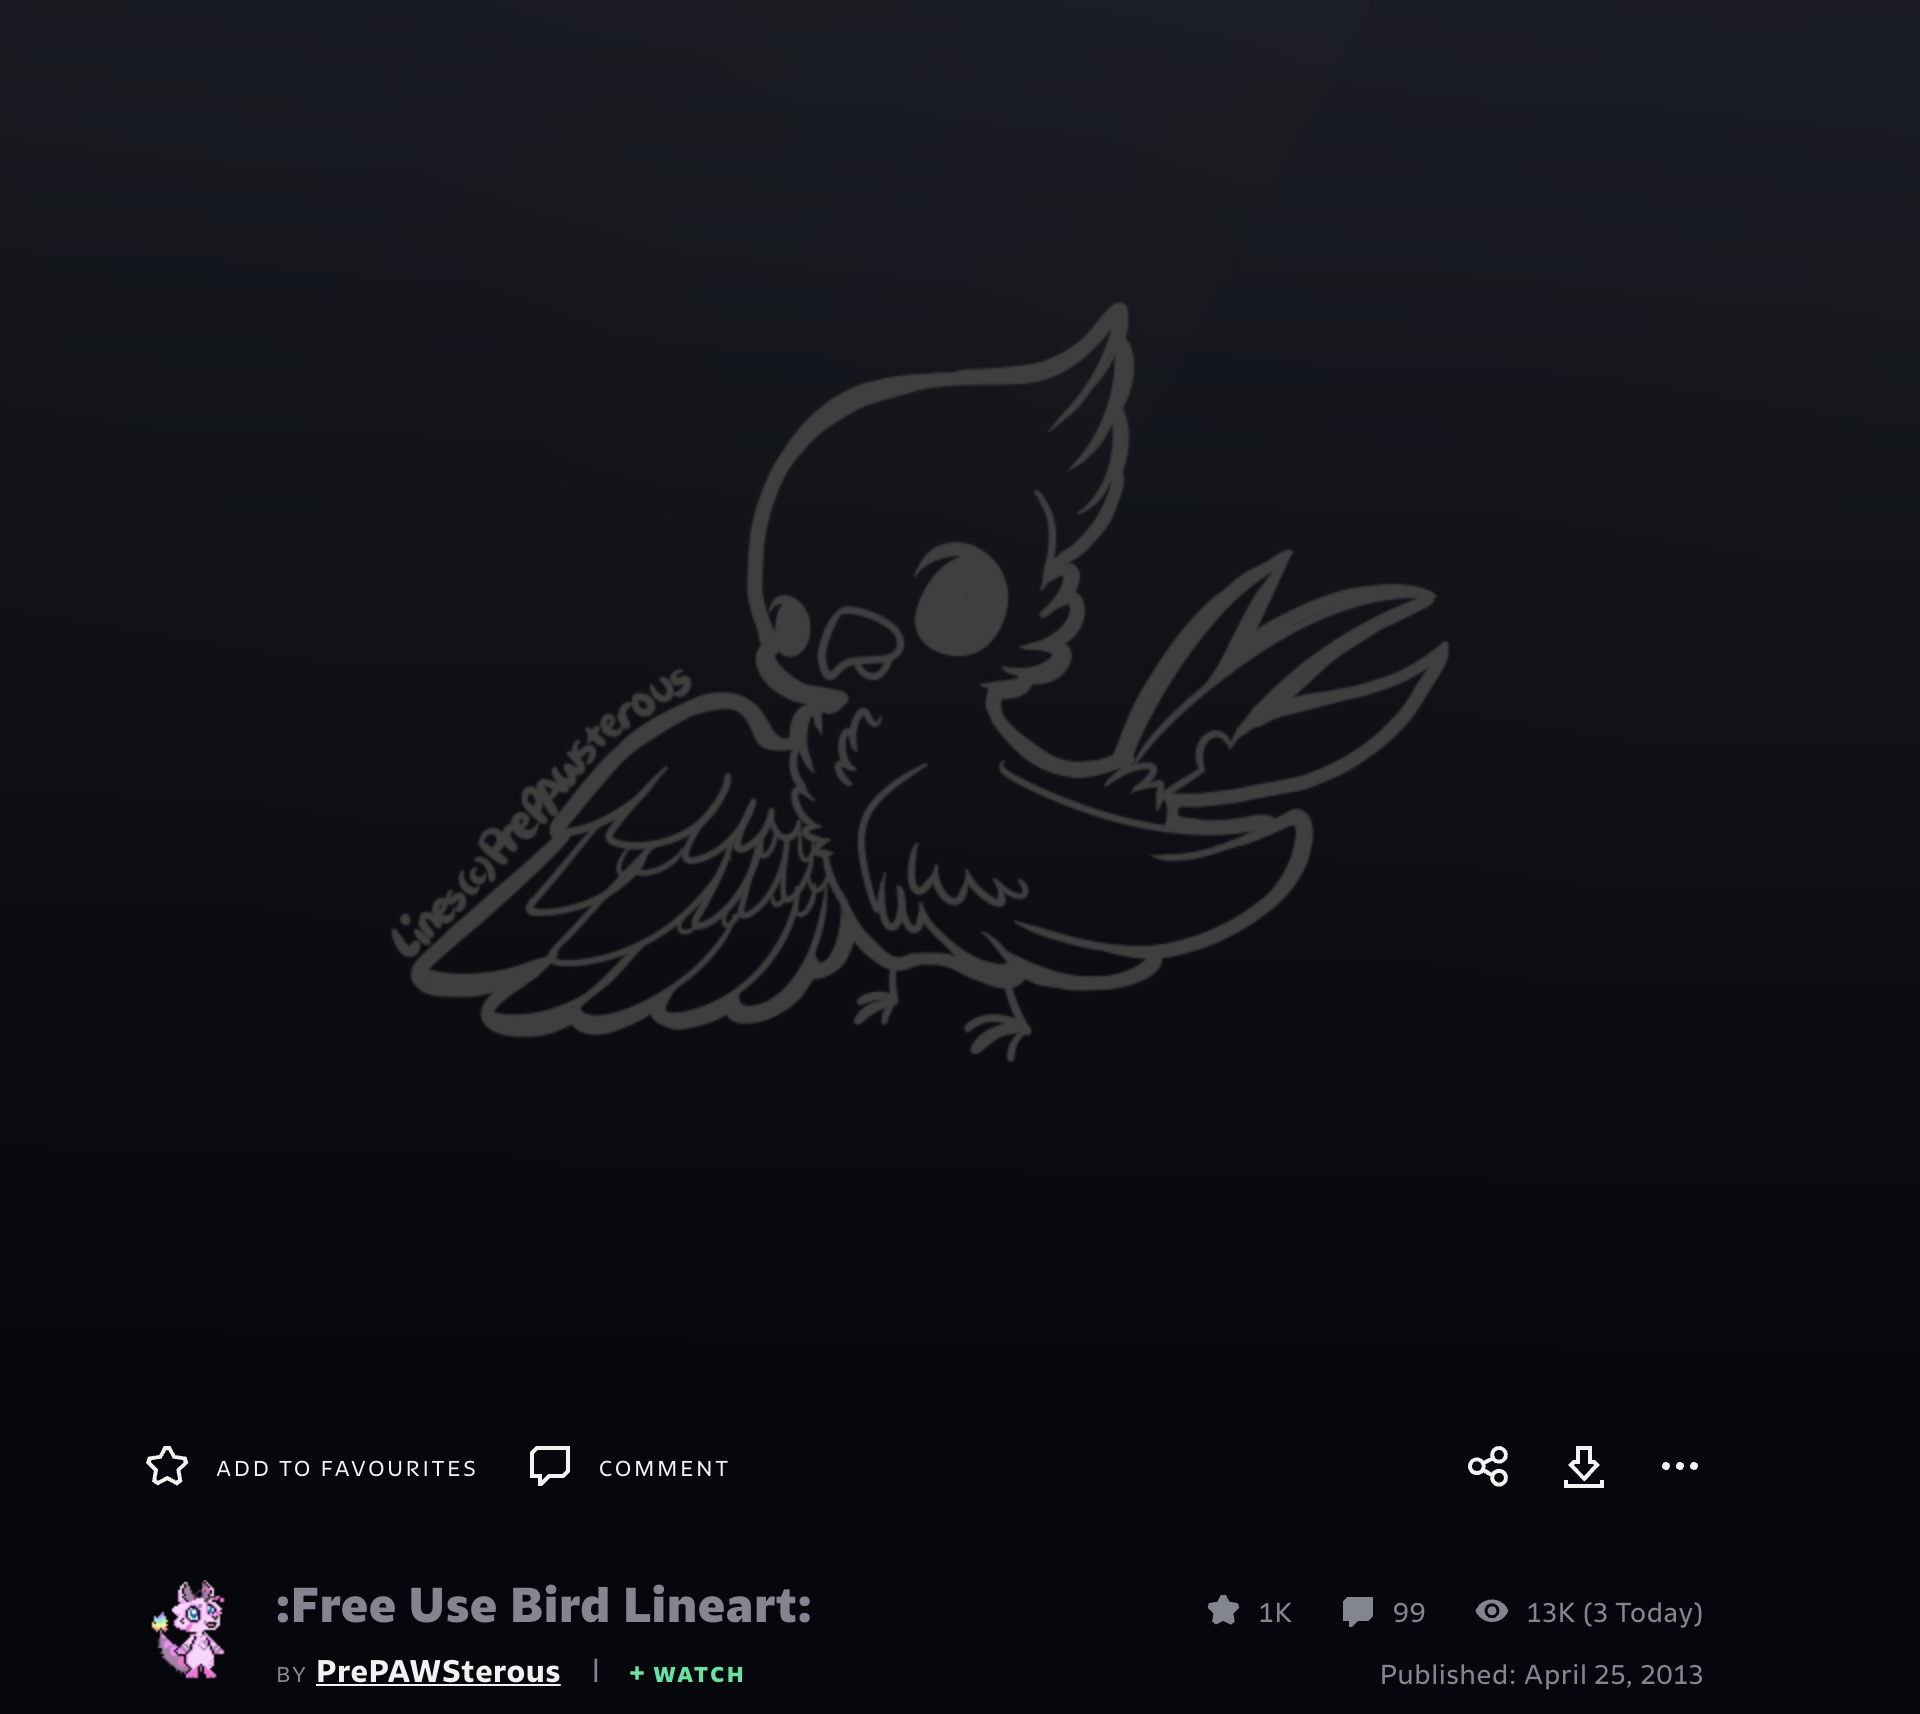 Lines(c)PrePAWsterous
ADD TO FAVOURITES COMMENT
:Free Use Bird Lineart: 1K 99 13K (3 Today)
BY PrePAWSterous | + WATCH Published: April 25, 2013